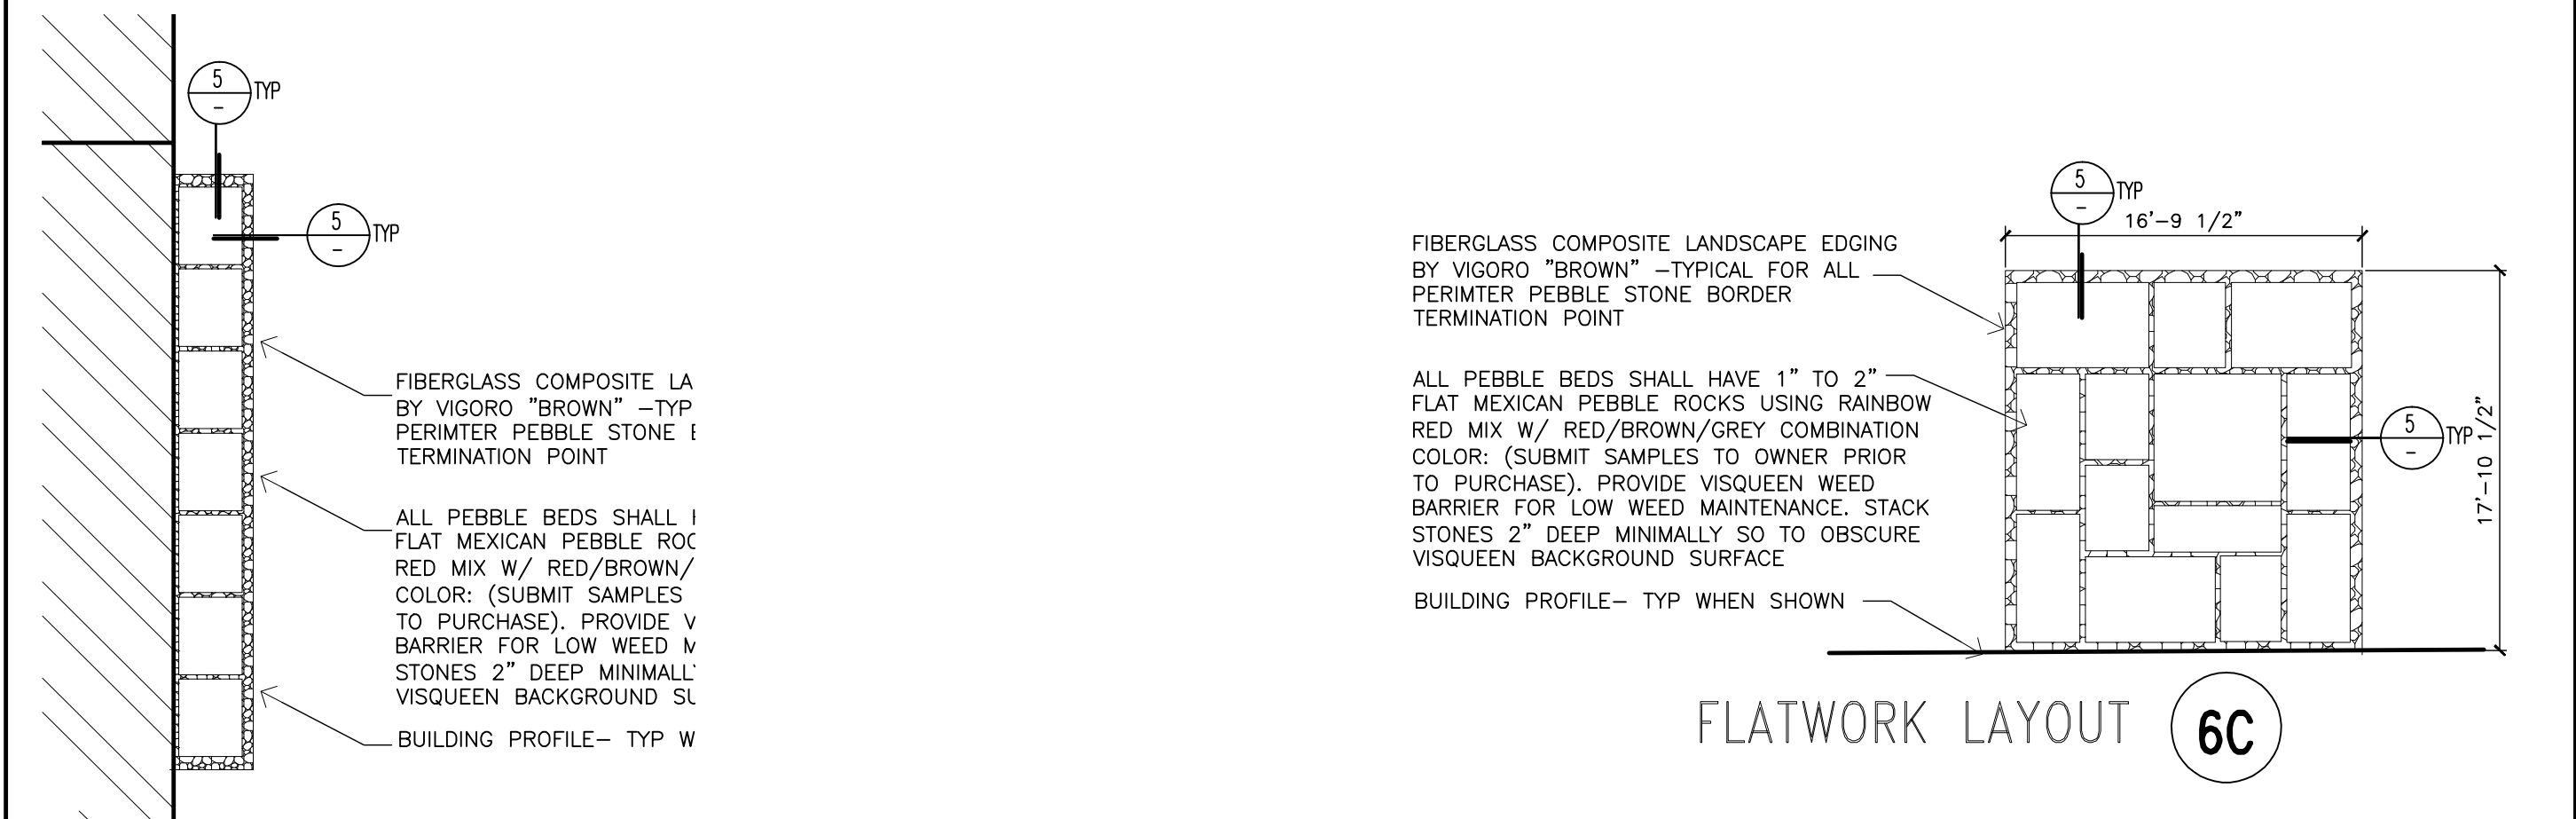 5
–
TYP
5
–
TYP
FIBERGLASS COMPOSITE LA
BY VIGORO "BROWN" –TYP
PERIMTER PEBBLE STONE
TERMINATION POINT
ALL PEBBLE BEDS SHALL
FLAT MEXICAN PEBBLE ROC
RED MIX W/ RED/BROWN/
COLOR: (SUBMIT SAMPLES
TO PURCHASE). PROVIDE
BARRIER FOR LOW WEED
STONES 2" DEEP MINIMALL
VISQUEEN BACKGROUND
BUILDING PROFILE– TYP W
5
–
TYP
16'–9 1/2"
FIBERGLASS COMPOSITE LANDSCAPE EDGING
BY VIGORO "BROWN" –TYPICAL FOR ALL
PERIMTER PEBBLE STONE BORDER
TERMINATION POINT
ALL PEBBLE BEDS SHALL HAVE 1" TO 2"
FLAT MEXICAN PEBBLE ROCKS USING RAINBOW
RED MIX W/ RED/BROWN/GREY COMBINATION
COLOR: (SUBMIT SAMPLES TO OWNER PRIOR
TO PURCHASE). PROVIDE VISQUEEN WEED
BARRIER FOR LOW WEED MAINTENANCE. STACK
STONES 2" DEEP MINIMALLY SO TO OBSCURE
VISQUEEN BACKGROUND SURFACE
BUILDING PROFILE– TYP WHEN SHOWN
5
–
TYP
17'–10 1/2"
FLATWORK LAYOUT
6C